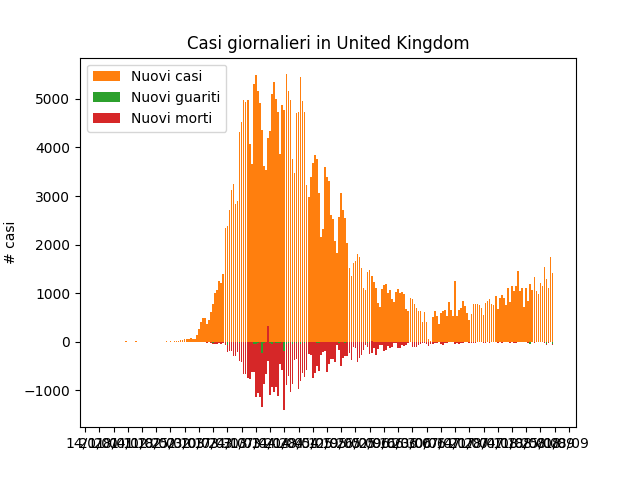 Casi giornalieri in United Kingdom
Nuovi casi
Nuovi guariti
Nuovi morti
# casi
5000
4000
3000
2000
1000
0
−1000